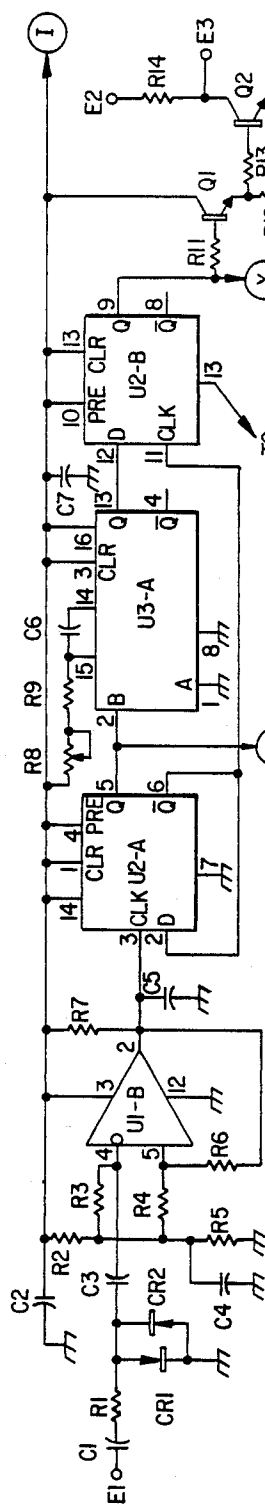 I
E2
R14
E3
Q2
R13
Q1
R11
9
Q
8
Q
13
CLR
10
PRE
U2-B
D
CLK
12
11
13
C7
13
Q
4
Q
16
3
CLR
14
15
U3-A
C6
R9
R8
2
B
A
1
8
5
Q
6
Q
4
PRE
1
CLR
14
U2-A
CLK
D
3
2
7
C5
R7
2
3
U1-B
12
4
5
R6
R3
R4
R2
R5
C4
C2
C3
CR2
CR1
R1
C1
E1